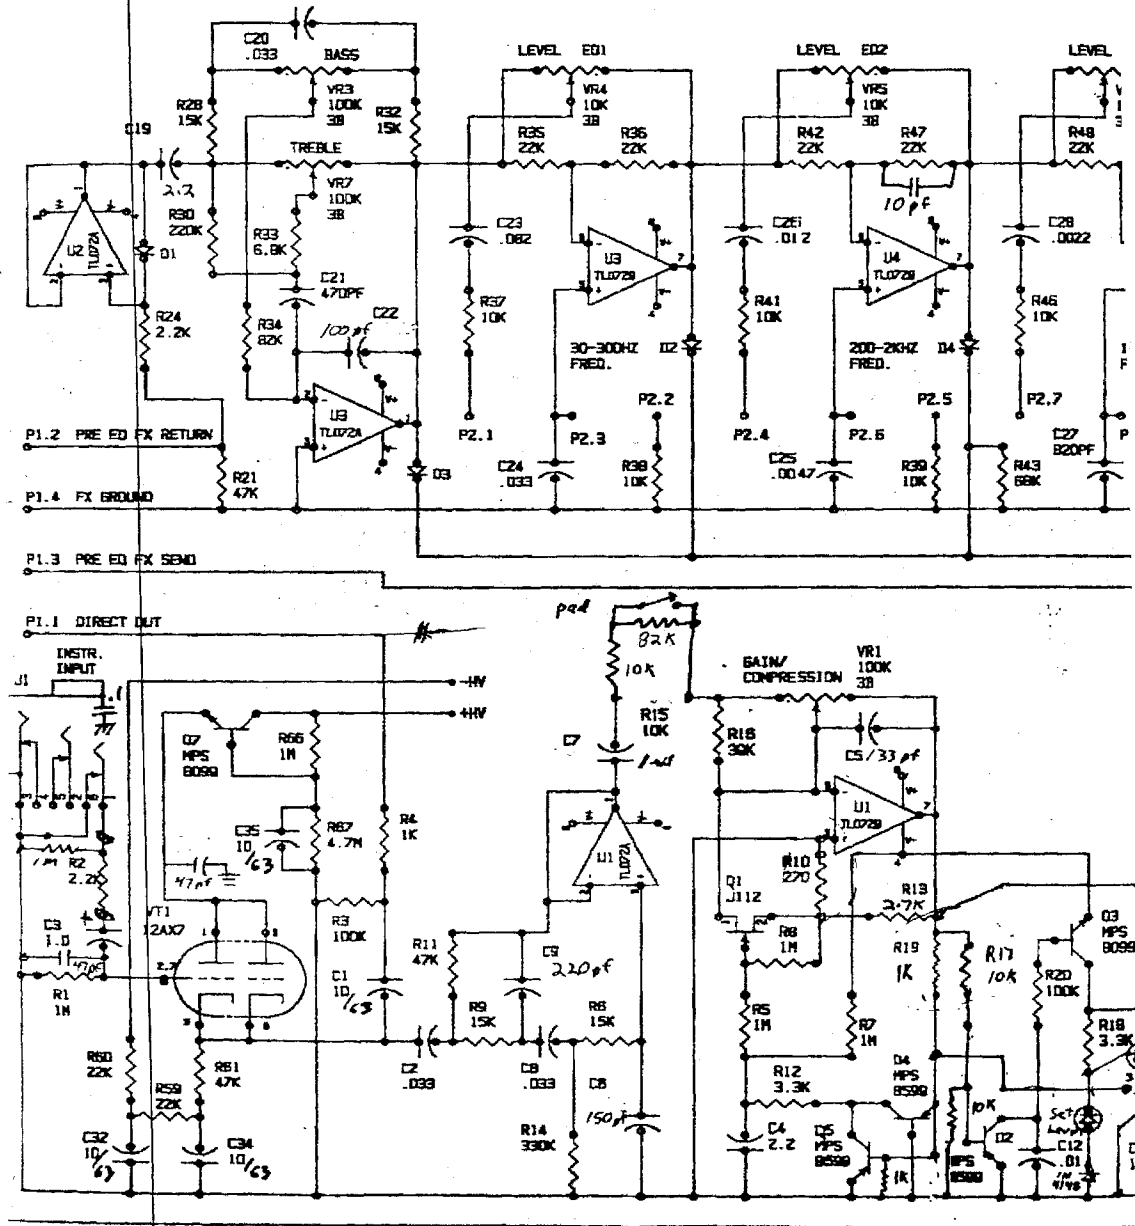 C20
.033
BASS
VR3
100K
3B
R28
15K
R32
15K
C19
2.2
TREBLE
VR7
100K
3B
R30
220K
R33
6.8K
U2
TL072A
D1
R24
2.2K
R34
82K
C21
470PF
100pf
C22
U3
TL072A
V+
V-
D3
P1.2 PRE EQ FX RETURN
R21
47K
P1.4 FX GROUND
P1.3 PRE EQ FX SEND
P1.1 DIRECT OUT
LEVEL EQ1
VR4
10K
3B
R35
22K
R36
22K
C23
.082
R37
10K
P2.1
U3
TL072B
V+
V-
30-300HZ
FREQ.
D2
P2.2
P2.3
C24
.033
R38
10K
LEVEL EQ2
VR5
10K
3B
R42
22K
R47
22K
10pf
C26
.012
R41
10K
P2.4
U4
TL072B
V+
V-
200-2KHZ
FREQ.
D4
P2.5
P2.6
C25
.0047
R39
10K
R43
68K
LEVEL
R48
22K
C28
.0022
R46
10K
P2.7
C27
820PF
INSTR.
INPUT
J1
.1
-HV
+HV
Q7
MPS
8099
R66
1M
C35
10/63
R67
4.7M
R4
1K
1M
R2
2.2K
47pf
VT1
12AX7
C3
1.0
47pf
R1
1M
R3
100K
C1
10/63
R60
22K
R59
22K
R61
47K
C32
10/63
C34
10/63
pad
82K
10K
R15
10K
C7
1mf
U1
TL072A
R11
47K
C9
220pf
R9
15K
R6
15K
C2
.033
C8
.033
C6
150pf
R14
330K
GAIN/
COMPRESSION
VR1
100K
3B
R16
39K
C5/33pf
U1
TL072B
V+
V-
R10
270
Q1
J112
R13
2.7K
R8
1M
R19
1K
R17
10K
Q3
MPS
8099
R20
100K
R5
1M
R7
1M
R18
3.3K
R12
3.3K
Q4
MPS
8599
10K
C4
2.2
Q5
MPS
8599
1K
Q2
MPS
8599
C12
.01
1N
4148